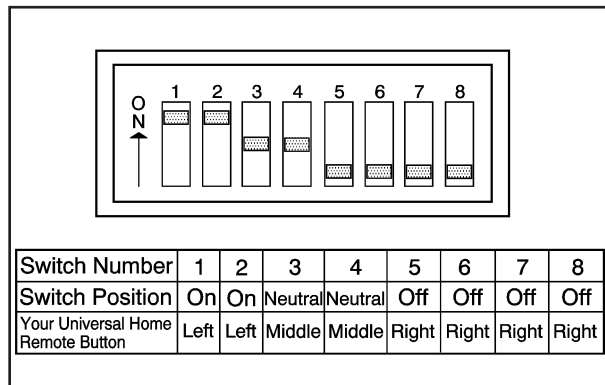 1 2 3 4 5 6 7 8
ON
Switch Number 1 2 3 4 5 6 7 8
Switch Position On On Neutral Neutral Off Off Off Off
Your Universal Home Remote Button Left Left Middle Middle Right Right Right Right